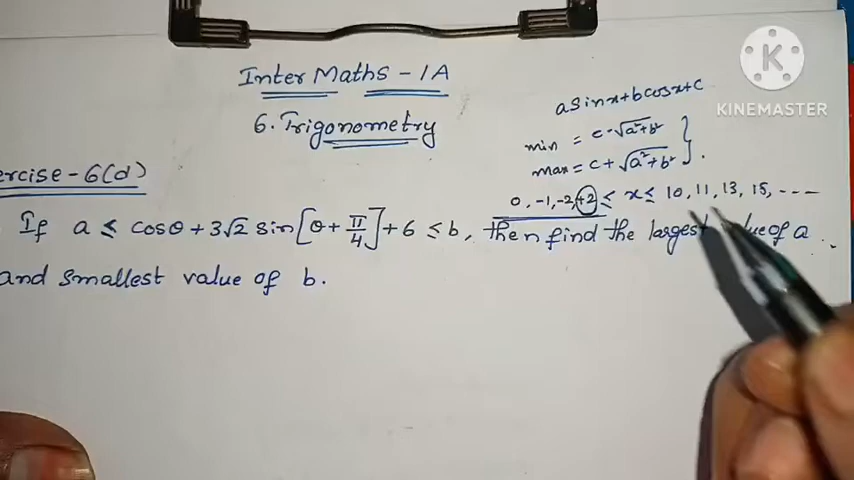 Inter Maths - 1A
6. Trigonometry
ercise - 6(d)
a sinx + b cosx + c
min = c - √a²+b²
max = c + √a²+b²
0, -1, -2, +2 ≤ x ≤ 10, 11, 13, 15, ----
If a ≤ cosθ + 3√2 sin[θ + π/4] + 6 ≤ b, then find the largest value of a
and smallest value of b.
K
KINEMASTER